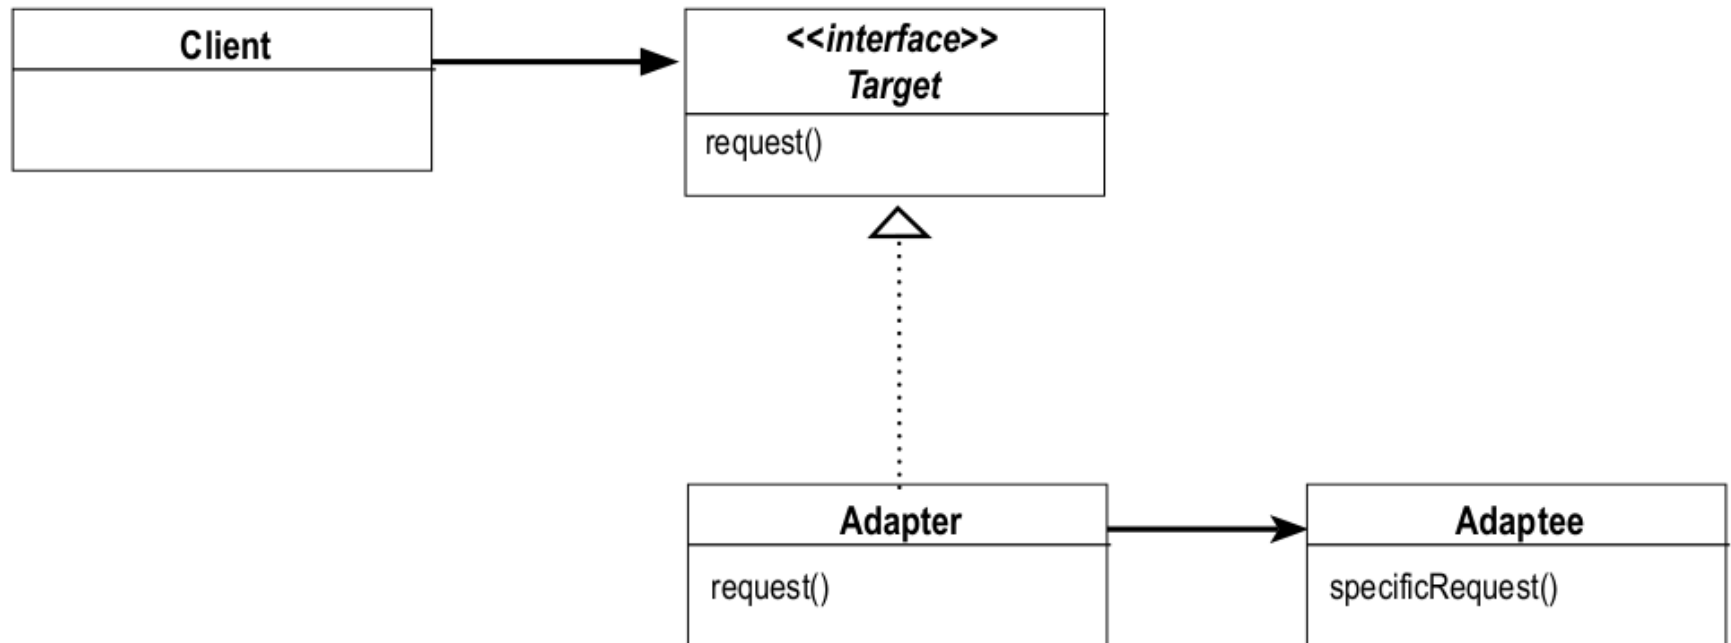 Client
<<interface>>
Target
request()
Adapter
request()
Adaptee
specificRequest()